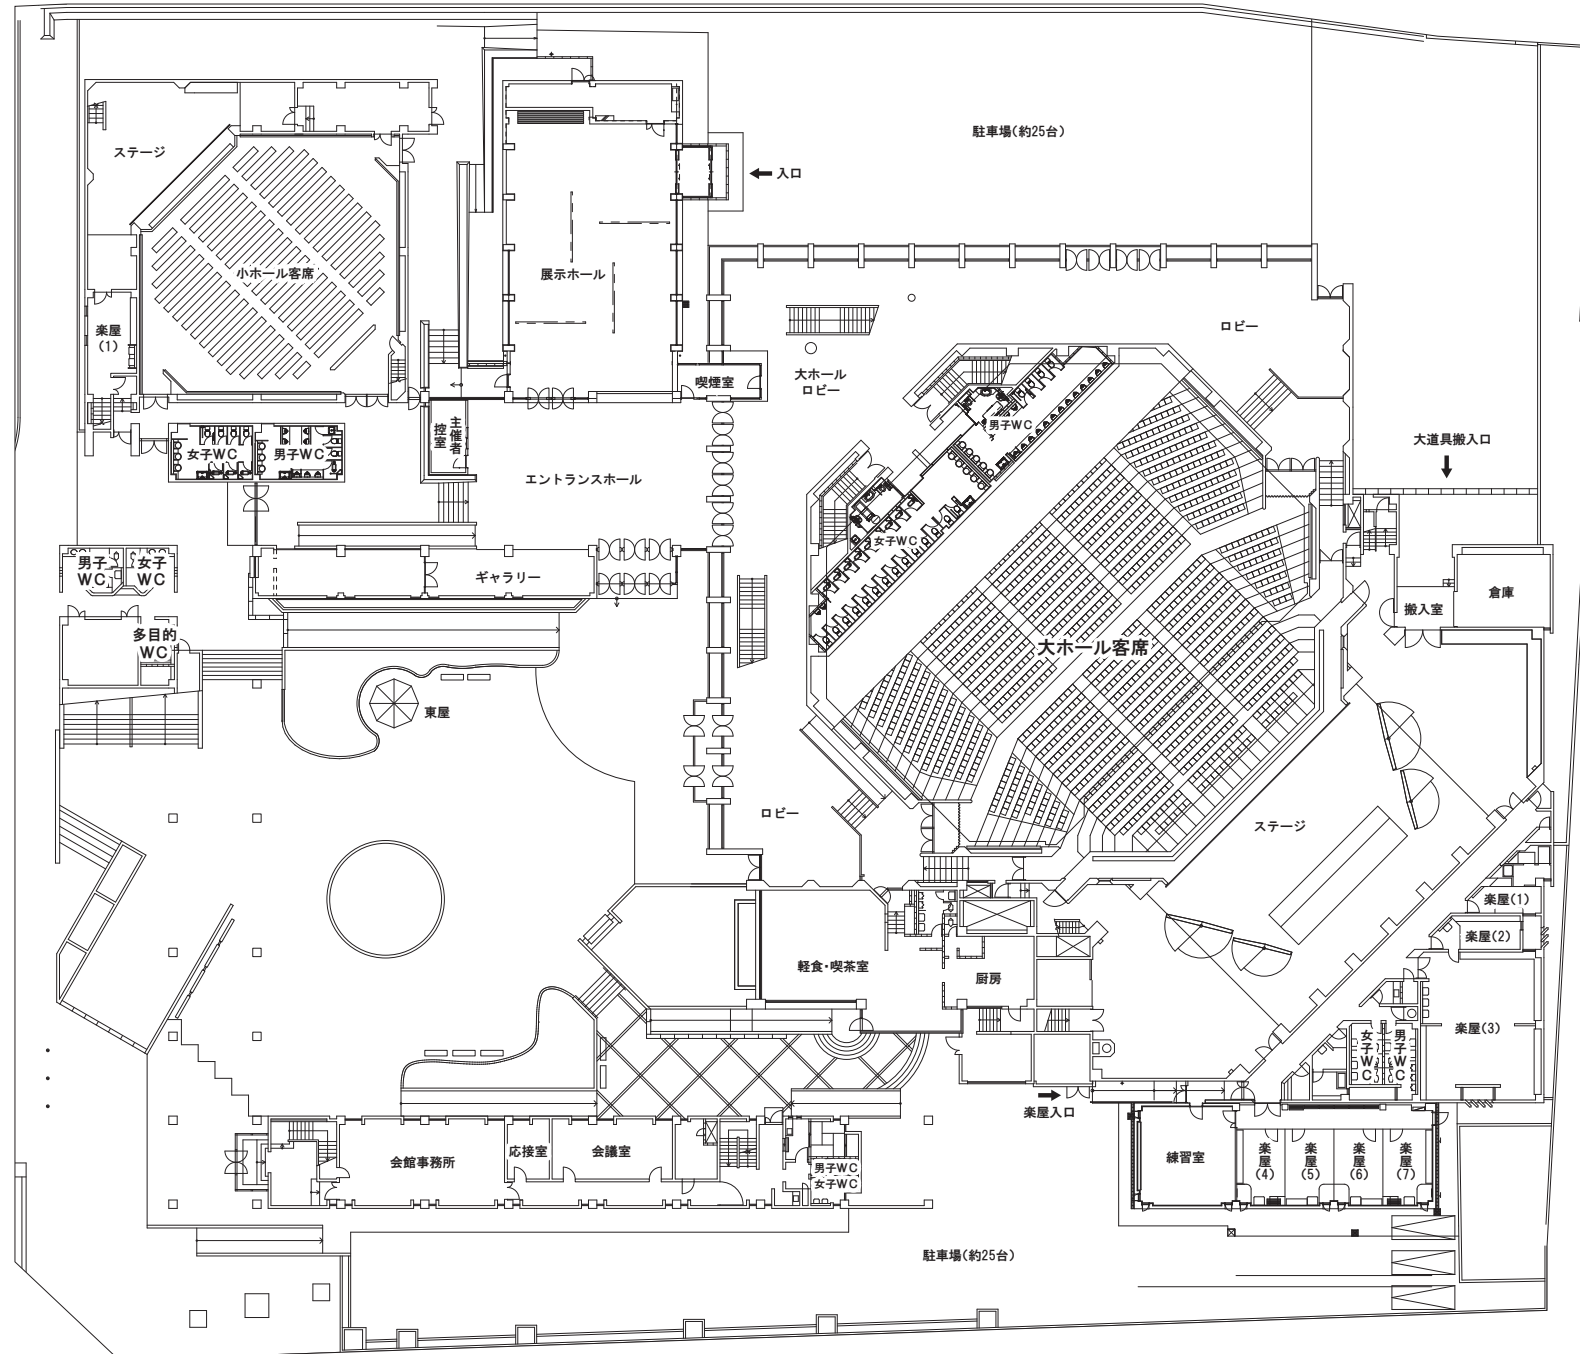 駐車場(約25台)
ステージ
入口
小ホール客席
展示ホール
楽屋
(1)
ロビー
大ホール
ロビー
喫煙室
主催者
控室
男子WC
大道具搬入口
女子WC
男子WC
エントランスホール
女子WC
男子
WC
女子
WC
ギャラリー
倉庫
搬入室
多目的
WC
大ホール客席
東屋
ロビー
ステージ
楽屋(1)
楽屋(2)
軽食・喫茶室
厨房
楽屋(3)
女子WC
男子WC
楽屋入口
会館事務所
応接室
会議室
男子WC
女子WC
練習室
楽屋
(4)
楽屋
(5)
楽屋
(6)
楽屋
(7)
駐車場(約25台)